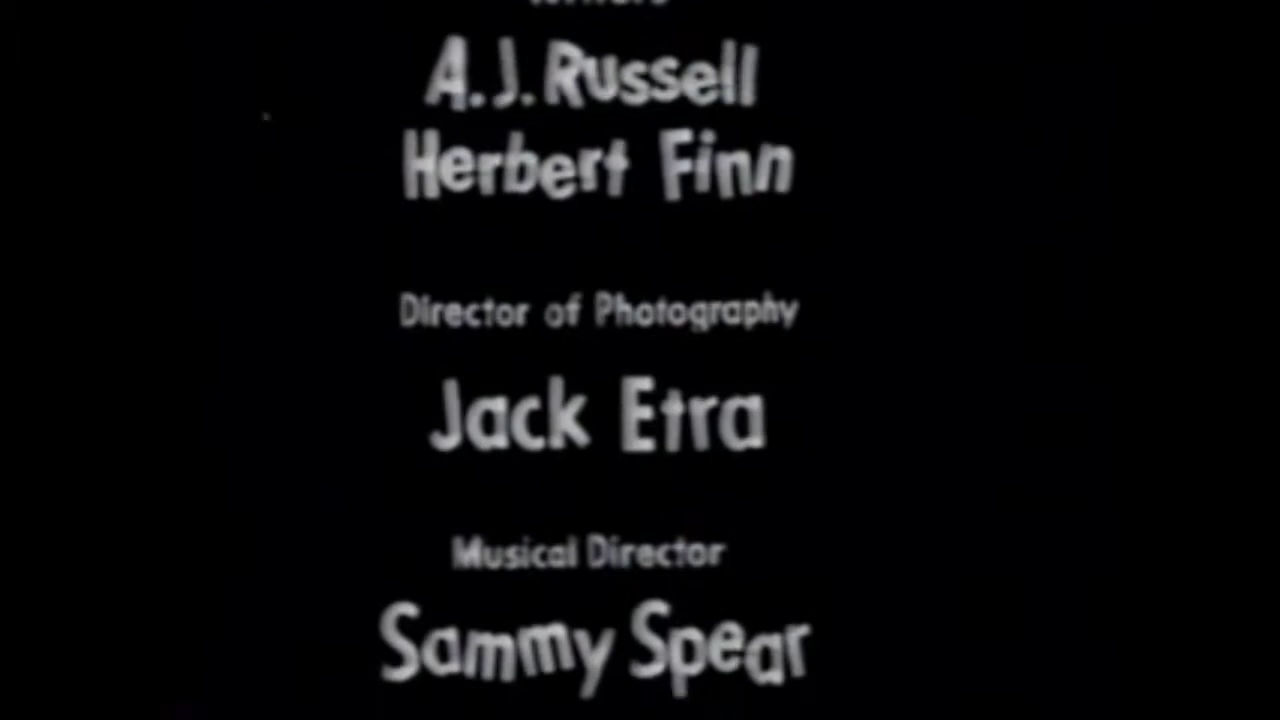 A.J. Russell
Herbert Finn
Director of Photography
Jack Etra
Musical Director
Sammy Spear